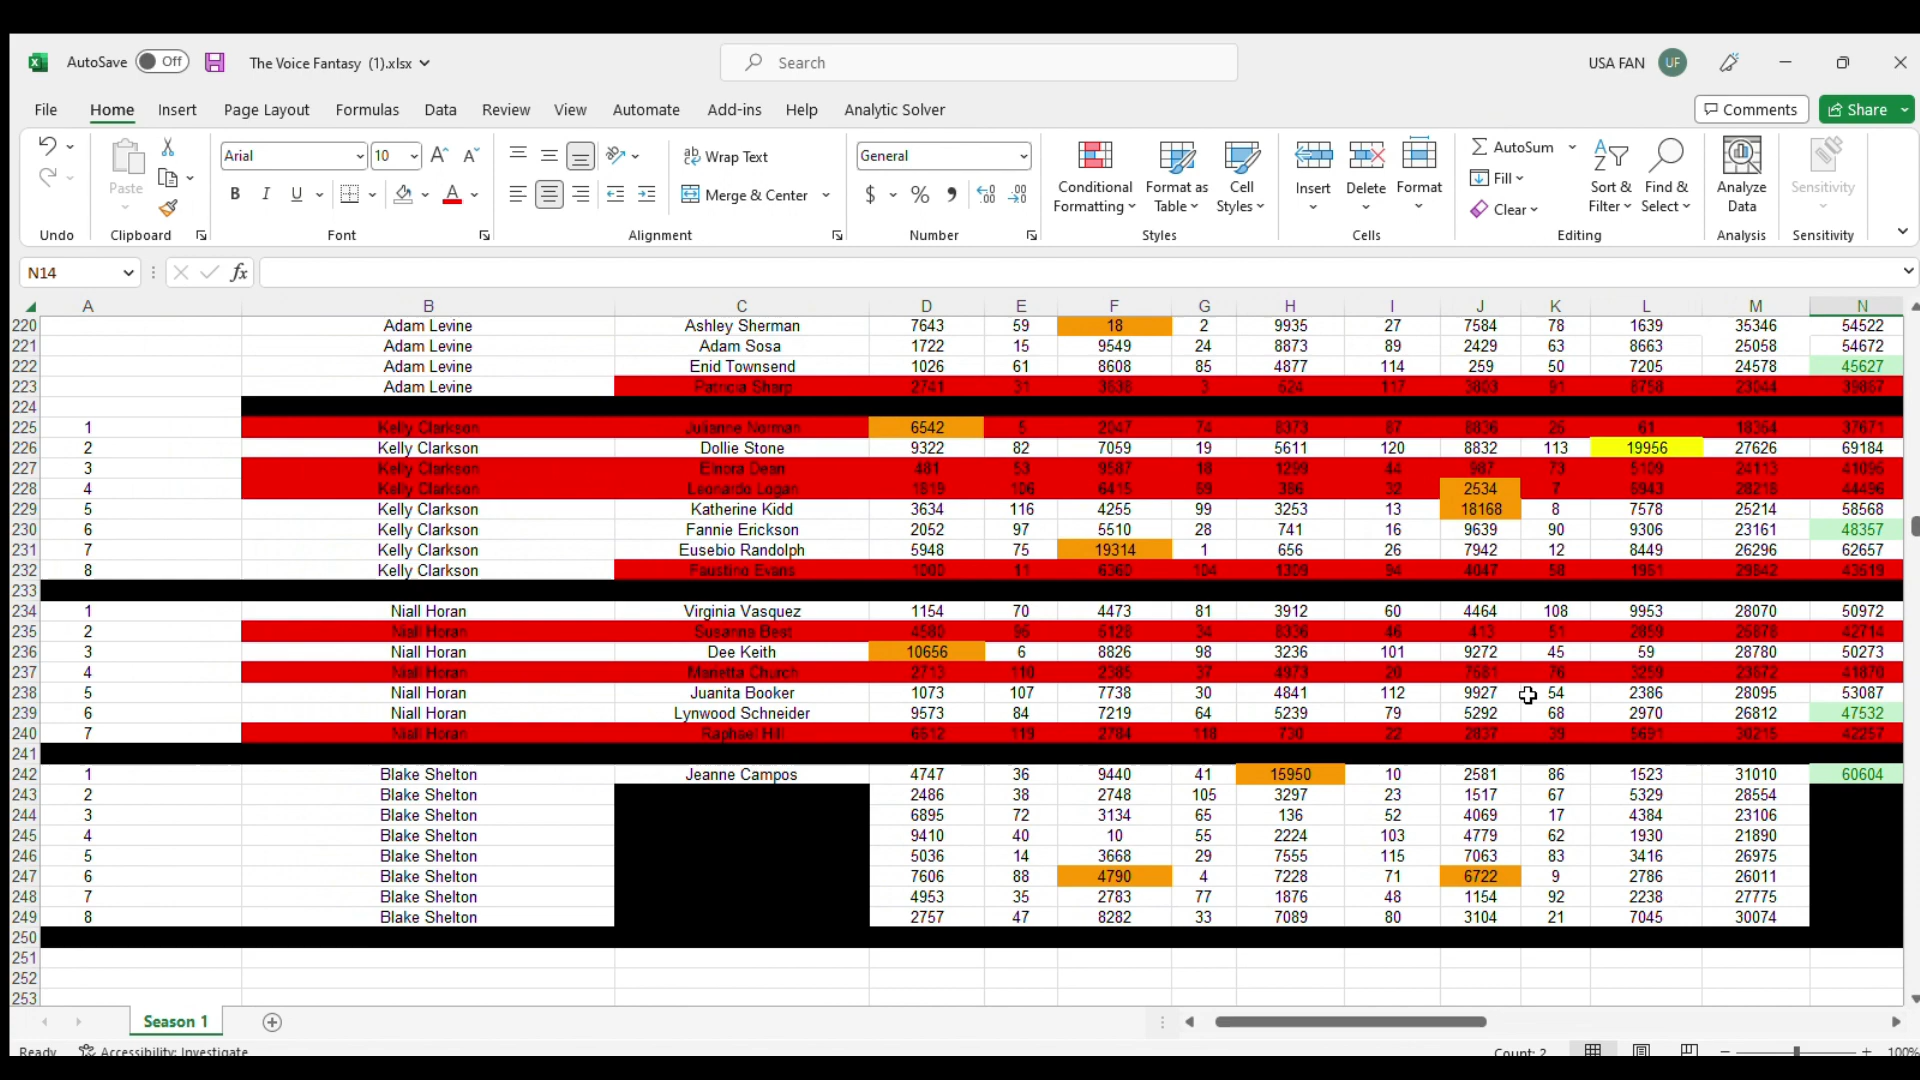 AutoSave Off The Voice Fantasy (1).xlsx Search USA FAN UF
File Home Insert Page Layout Formulas Data Review View Automate Add-ins Help Analytic Solver Comments Share
Arial 10 Wrap Text General AutoSum
Paste Conditional Format as Cell Insert Delete Format Fill Sort & Find & Analyze Sensitivity
B I U Merge & Center $ % Formatting Table Styles Clear Filter Select Data
Undo Clipboard Font Alignment Number Styles Cells Editing Analysis Sensitivity
N14 fx
A B C D E F G H I J K L M N
220 Adam Levine Ashley Sherman 7643 59 18 2 9935 27 7584 78 1639 35346 54522
221 Adam Levine Adam Sosa 1722 15 9549 24 8873 89 2429 63 8663 25058 54672
222 Adam Levine Enid Townsend 1026 61 8608 85 4877 114 259 50 7205 24578 45627
223 Adam Levine Patricia Sharp 2741 31 3638 3 624 117 3803 91 8758 23044 39867
224
225 1 Kelly Clarkson Julianne Norman 6542 5 2047 74 8373 87 8836 26 61 18364 37671
226 2 Kelly Clarkson Dollie Stone 9322 82 7059 19 5611 120 8832 113 19956 27626 69184
227 3 Kelly Clarkson Elnora Dean 481 53 9587 18 1299 44 987 73 5109 24113 41096
228 4 Kelly Clarkson Leonardo Logan 1819 106 6415 69 386 32 2534 7 28218 44496
229 5 Kelly Clarkson Katherine Kidd 3634 116 4255 99 3253 13 18168 8 7578 25214 58568
230 6 Kelly Clarkson Fannie Erickson 2052 97 5510 28 741 16 9639 90 9306 23161 48357
231 7 Kelly Clarkson Eusebio Randolph 5948 75 19314 1 656 26 7942 12 8449 26296 62657
232 8 Kelly Clarkson Faustino Evans 1000 11 6360 104 1309 94 4047 58 1951 29842 43519
233
234 1 Niall Horan Virginia Vasquez 1154 70 4473 81 3912 60 4464 108 9953 28070 50972
235 2 Niall Horan Susanna Best 4580 96 34 8336 46 413 51 2859 25878 42714
236 3 Niall Horan Dee Keith 10656 6 8826 98 3236 101 9272 45 59 28780 50273
237 4 Niall Horan Marietta Church 2713 110 2385 37 4973 20 7581 76 3259 23572 41870
238 5 Niall Horan Juanita Booker 1073 107 7738 30 4841 112 9927 54 2386 28095 53087
239 6 Niall Horan Lynwood Schneider 9573 84 7219 64 5239 79 5292 68 2970 26812 47532
240 7 Niall Horan Raphael Hill 6612 119 2784 118 730 22 2837 39 5691 30215 42257
241
242 1 Blake Shelton Jeanne Campos 4747 36 9440 41 15950 10 2581 86 1523 31010 60604
243 2 Blake Shelton 2486 38 2748 105 3297 23 1517 67 5329 28554
244 3 Blake Shelton 6895 72 3134 65 136 52 4069 17 4384 23106
245 4 Blake Shelton 9410 40 10 55 2224 103 4779 62 1930 21890
246 5 Blake Shelton 5036 14 3668 29 7555 115 7063 83 3416 26975
247 6 Blake Shelton 7606 88 4790 4 7228 71 6722 9 2786 26011
248 7 Blake Shelton 4953 35 2783 77 1876 48 1154 92 2238 27775
249 8 Blake Shelton 2757 47 8282 33 7089 80 3104 21 7045 30074
250
251
252
253
Season 1
Ready Accessibility: Investigate Count: 2 100%